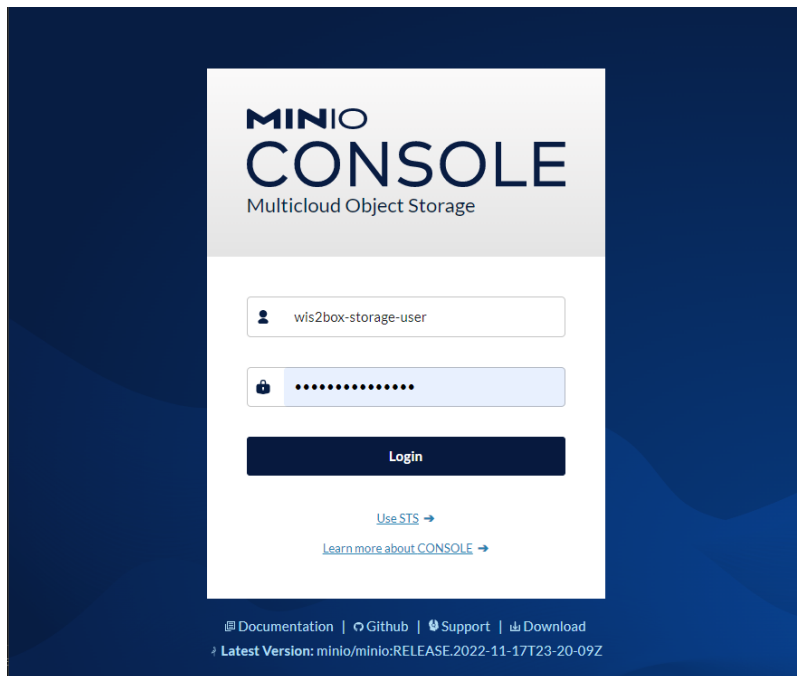 MINIO
CONSOLE
Multicloud Object Storage
wis2box-storage-user
•••••••••••••••
Login
Use STS ➔
Learn more about CONSOLE ➔
Documentation | Github | Support | Download
Latest Version: minio/minio:RELEASE.2022-11-17T23-20-09Z